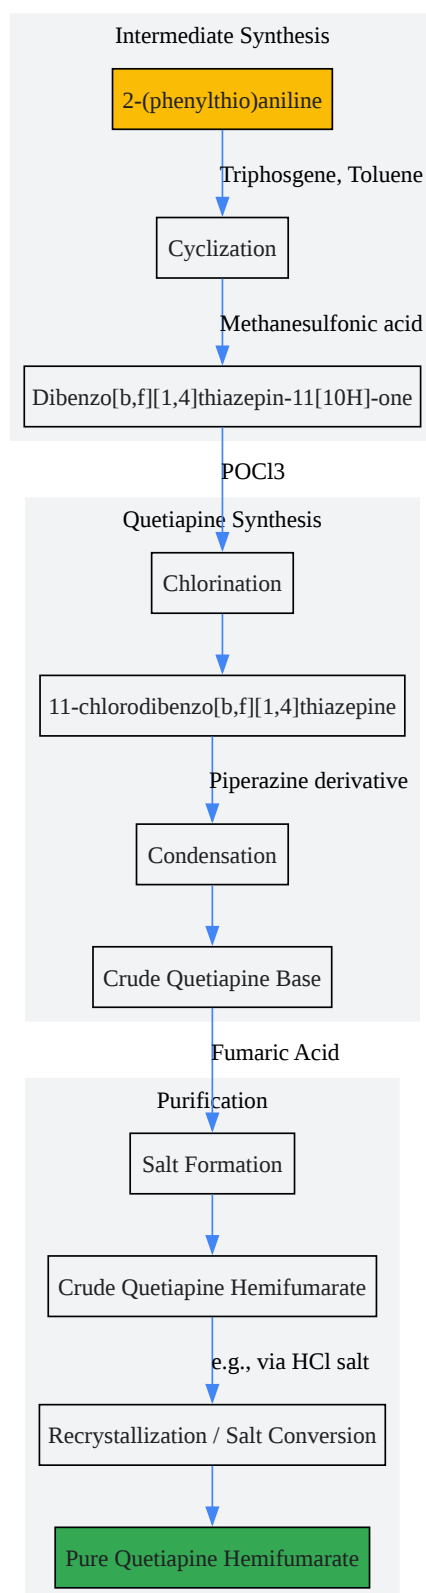 Intermediate Synthesis
2-(phenylthio)aniline
Triphosgene, Toluene
Cyclization
Methanesulfonic acid
Dibenzo[b,f][1,4]thiazepin-11[10H]-one
POCl3
Quetiapine Synthesis
Chlorination
11-chlorodibenzo[b,f][1,4]thiazepine
Piperazine derivative
Condensation
Crude Quetiapine Base
Fumaric Acid
Purification
Salt Formation
Crude Quetiapine Hemifumarate
e.g., via HCl salt
Recrystallization / Salt Conversion
Pure Quetiapine Hemifumarate